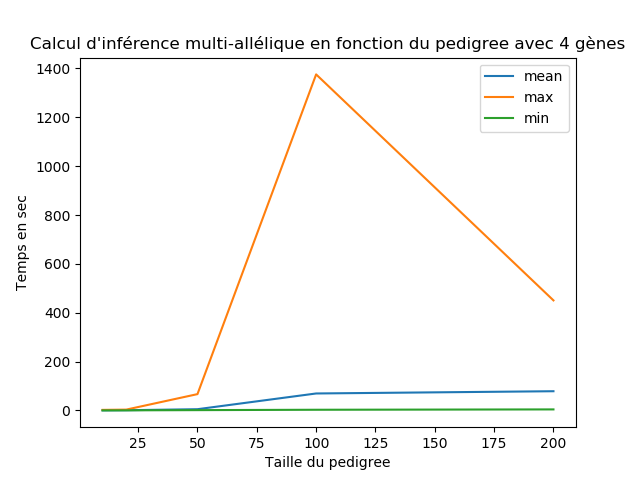 Calcul d'inférence multi-allélique en fonction du pedigree avec 4 gènes
mean
max
min
1400
1200
1000
800
600
400
200
0
Temps en sec
25 50 75 100 125 150 175 200
Taille du pedigree